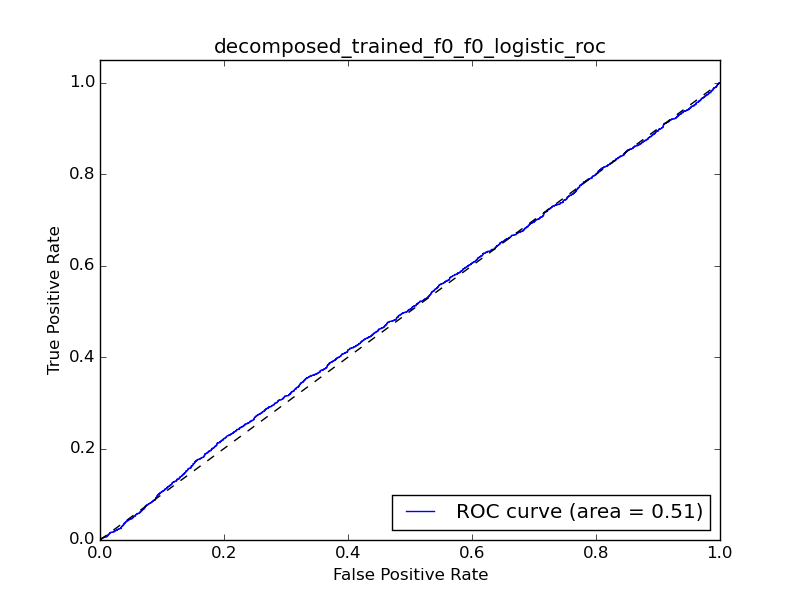 decomposed_trained_f0_f0_logistic_roc
1.0
0.8
0.6
0.4
0.2
0.0
True Positive Rate
ROC curve (area = 0.51)
0.0 0.2 0.4 0.6 0.8 1.0
False Positive Rate